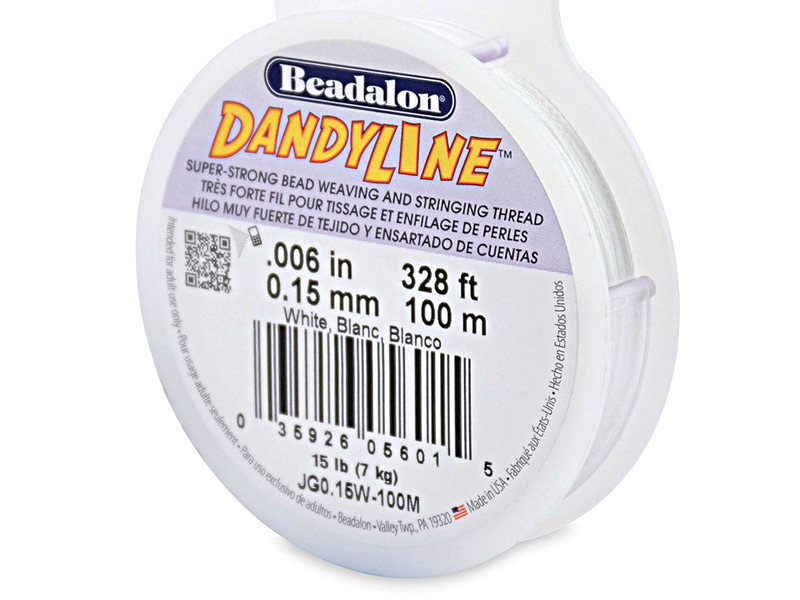 Beadalon®
DANDYLINE™
SUPER-STRONG BEAD WEAVING AND STRINGING THREAD
TRÈS FORTE FIL POUR TISSAGE ET ENFILAGE DE PERLES
HILO MUY FUERTE DE TEJIDO Y ENSARTADO DE CUENTAS
.006 in 328 ft
0.15 mm 100 m
White, Blanc, Blanco
0 35926 05601 5
15 lb (7 kg)
JG0.15W-100M
Intended for adult use only • Pour usage adulte seulement • Para uso exclusivo de adultos • Beadalon • Valley Twp., PA 19320 Made in USA • Fabriqué aux États-Unis • Hecho en Estados Unidos